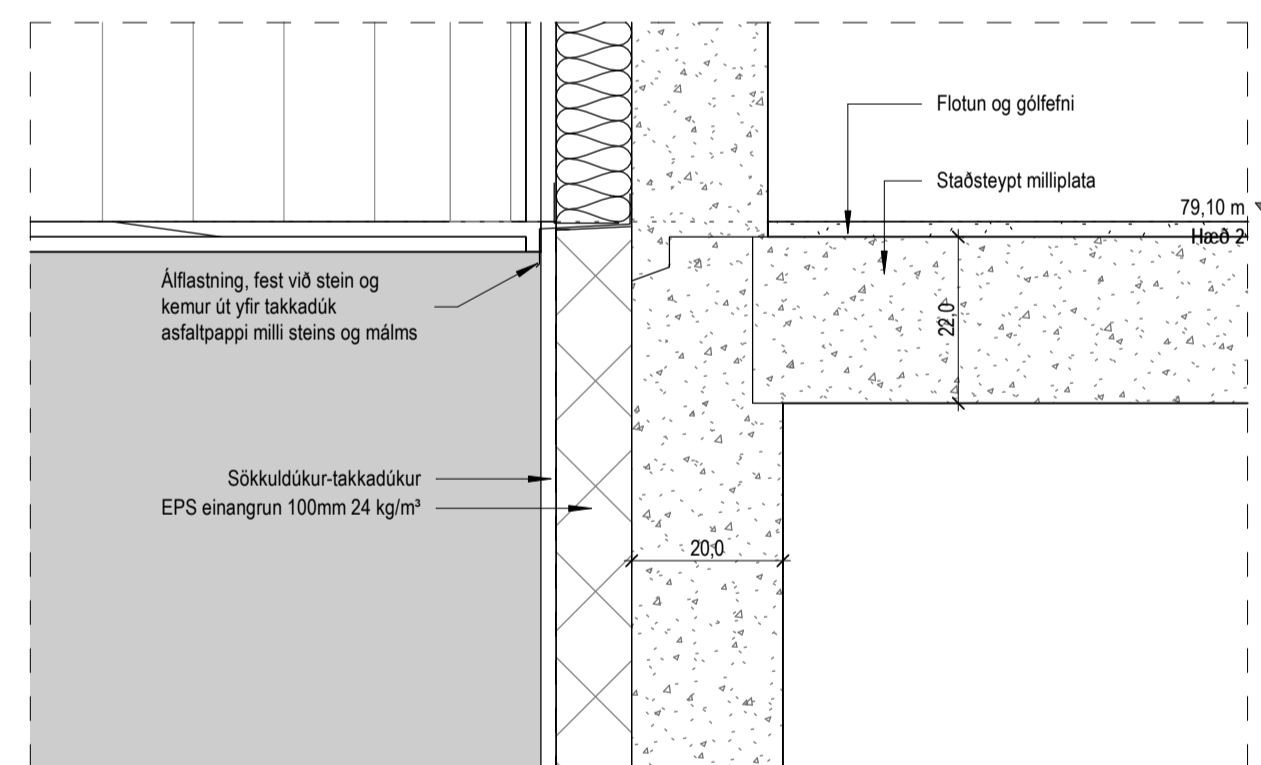 Flotun og gólfefni
Staðsteypt milliplata
79,10 m
Hæð 2
Álflastning, fest við stein og
kemur út yfir takkadúk
asfaltpappi milli steins og málms
22,0
Sökkuldúkur-takkadúkur
EPS einangrun 100mm 24 kg/m³
20,0